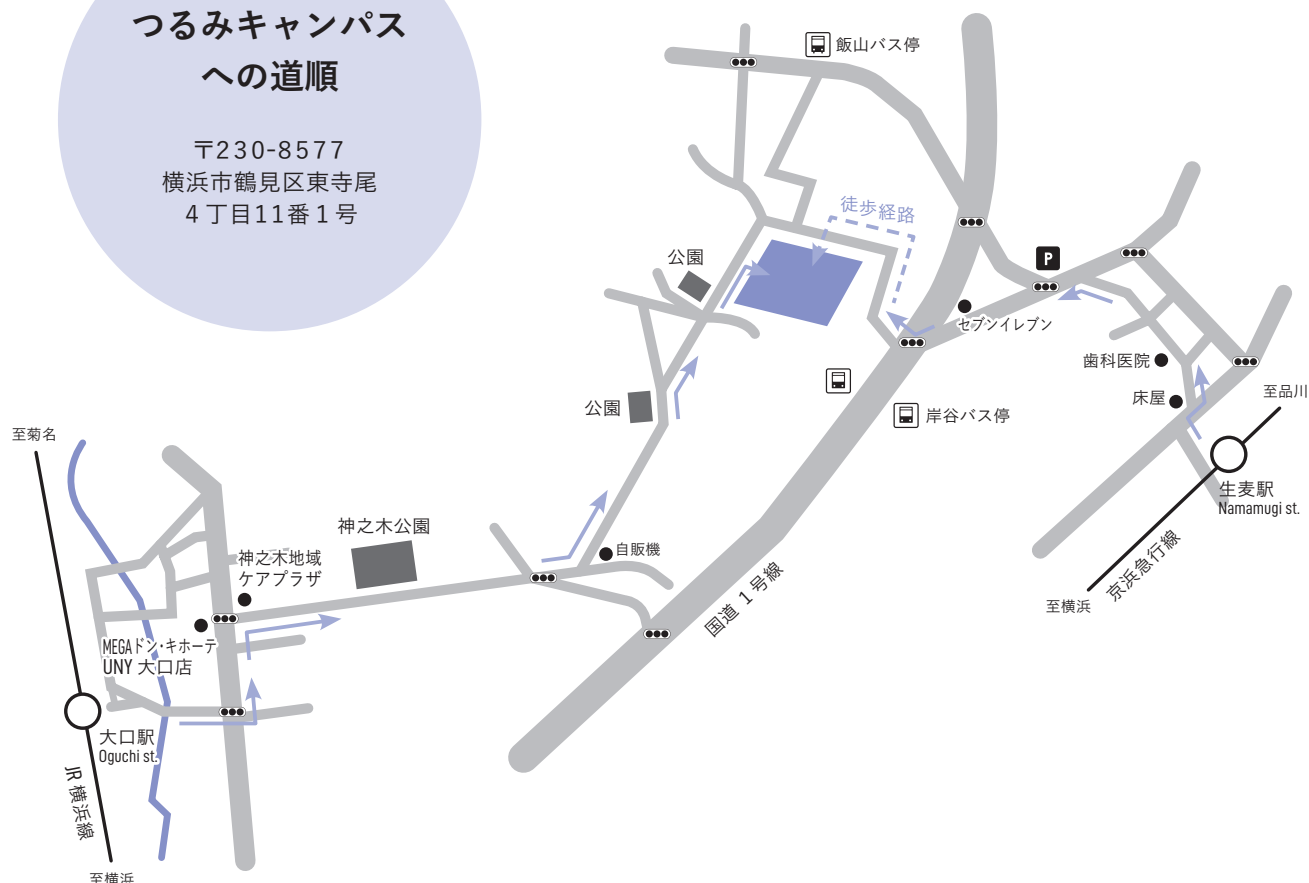 つるみキャンパス
への道順
〒230-8577
横浜市鶴見区東寺尾
4丁目11番1号
飯山バス停
徒歩経路
公園
P
セブンイレブン
歯科医院
床屋
至品川
公園
岸谷バス停
至菊名
生麦駅
Namamugi st.
神之木公園
自販機
神之木地域
ケアプラザ
国道1号線
京浜急行線
至横浜
MEGAドン・キホーテ
UNY 大口店
大口駅
Oguchi st.
JR横浜線
至横浜